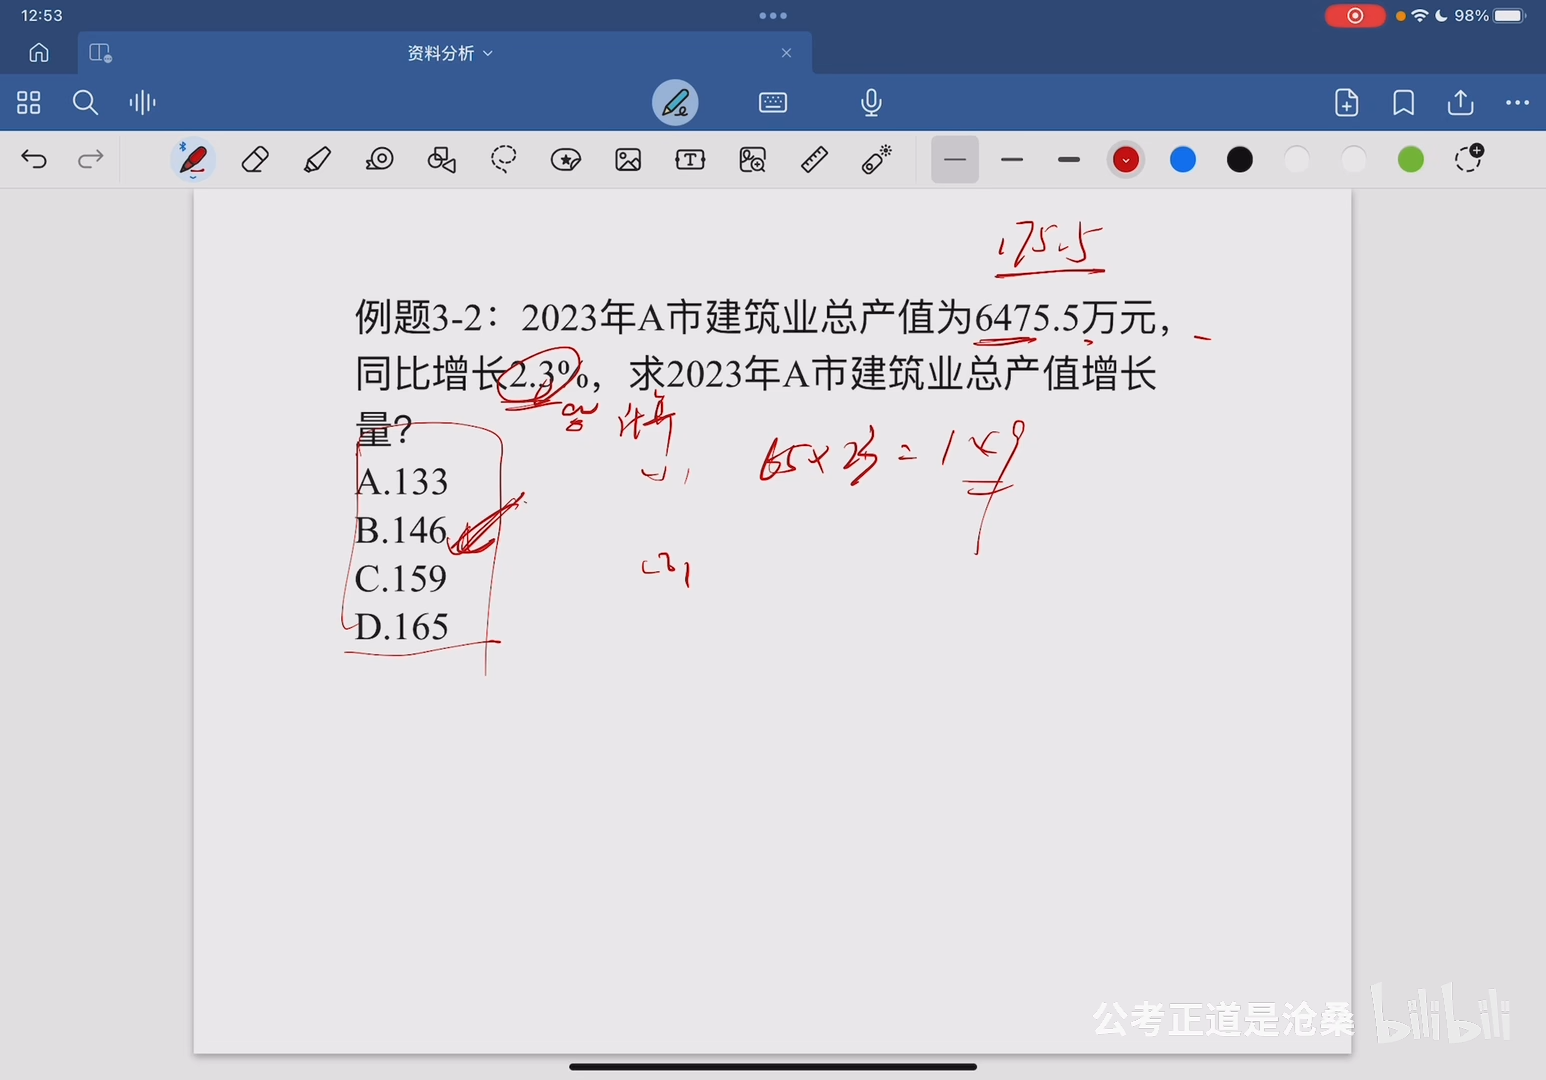 12:53
98%
资料分析
175.5
例题3-2：2023年A市建筑业总产值为6475.5万元，
同比增长2.3%，求2023年A市建筑业总产值增长
量？
计算
65×23=149
A.133
B.146
C.159
D.165
公考正道是沧桑 bilibili